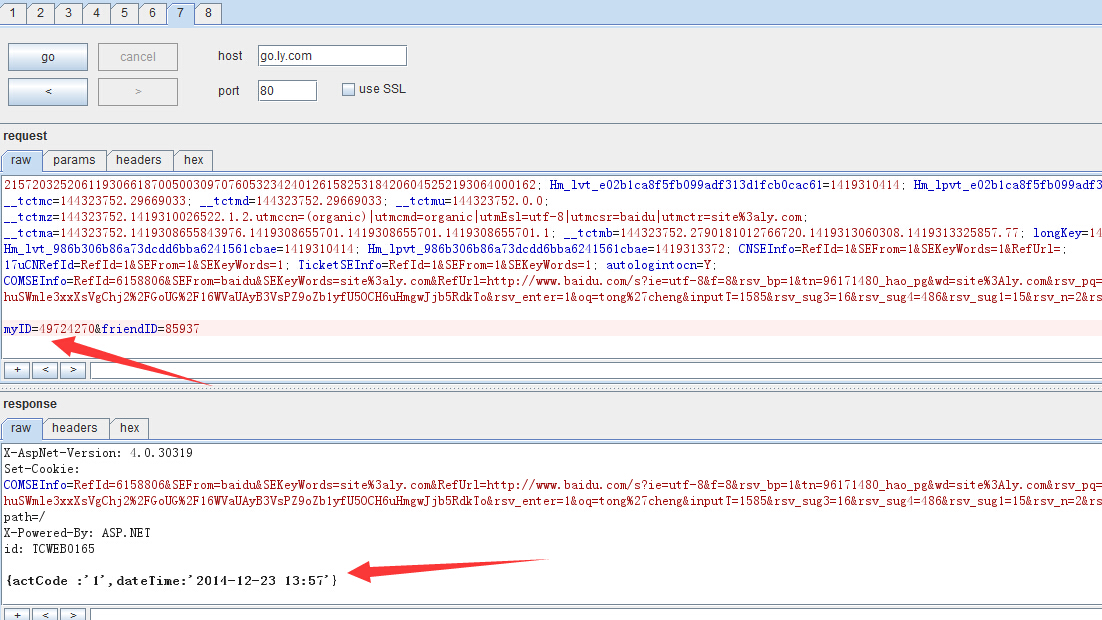 1 2 3 4 5 6 7 8
go cancel host go.ly.com
< > port 80 use SSL
request
raw params headers hex
2157203252061193066187005003097076053234240126158253184206045252193064000162; Hm_lvt_e02b1ca8f5fb099adf313d1fcb0cac61=1419310414; Hm_lpvt_e02b1ca8f5fb099adf3
__tctmc=144323752.29669033; __tctmd=144323752.29669033; __tctmu=144323752.0.0;
__tctmz=144323752.1419310026522.1.2.utmccn=(organic)|utmcmd=organic|utmEsl=utf-8|utmcsr=baidu|utmctr=site%3aly.com;
__tctma=144323752.1419308655843976.1419308655701.1419308655701.1419308655701.1; __tctmb=144323752.2790181012766720.1419313060308.1419313325857.77; longKey=14
Hm_lvt_986b306b86a73dcdd6bba6241561cbae=1419310414; Hm_lpvt_986b306b86a73dcdd6bba6241561cbae=1419313372; CNSEInfo=RefId=1&SEFrom=1&SEKeyWords=1&RefUrl=;
17uCNRefId=RefId=1&SEFrom=1&SEKeyWords=1; TicketSEInfo=RefId=1&SEFrom=1&SEKeyWords=1; autologintocn=Y;
COMSEInfo=RefId=6158806&SEFrom=baidu&SEKeyWords=site%3aly.com&RefUrl=http://www.baidu.com/s?ie=utf-8&f=8&rsv_bp=1&tn=96171480_hao_pg&wd=site%3Aly.com&rsv_pq=
huSWmle3xxXsVgChj2%2FGoUG%2F16WVaUAyB3VsPZ9oZb1yfU5OCH6uHmgwJjb5RdkIo&rsv_enter=1&oq=tong%27cheng&inputT=1585&rsv_sug3=16&rsv_sug4=486&rsv_sug1=15&rsv_n=2&rs
myID=49724270&friendID=85937
+ < >
response
raw headers hex
X-AspNet-Version: 4.0.30319
Set-Cookie:
COMSEInfo=RefId=6158806&SEFrom=baidu&SEKeyWords=site%3aly.com&RefUrl=http://www.baidu.com/s?ie=utf-8&f=8&rsv_bp=1&tn=96171480_hao_pg&wd=site%3Aly.com&rsv_pq=
huSWmle3xxXsVgChj2%2FGoUG%2F16WVaUAyB3VsPZ9oZb1yfU5OCH6uHmgwJjb5RdkIo&rsv_enter=1&oq=tong%27cheng&inputT=1585&rsv_sug3=16&rsv_sug4=486&rsv_sug1=15&rsv_n=2&rs
path=/
X-Powered-By: ASP.NET
id: TCWEB0165
{actCode :'1',dateTime:'2014-12-23 13:57'}
+ < >